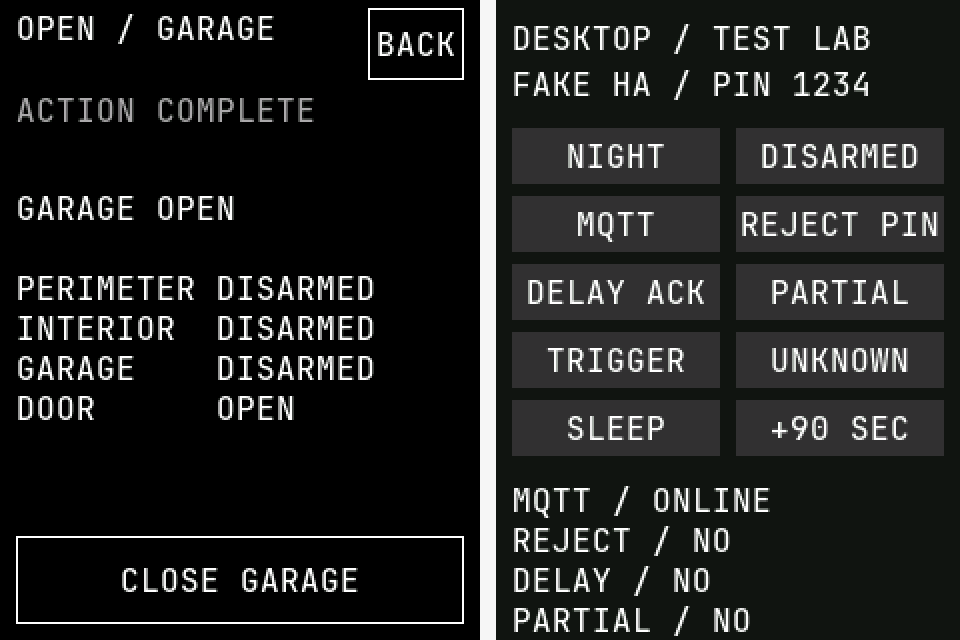 OPEN / GARAGE
BACK
ACTION COMPLETE
GARAGE OPEN
PERIMETER DISARMED
INTERIOR DISARMED
GARAGE DISARMED
DOOR OPEN
CLOSE GARAGE
DESKTOP / TEST LAB
FAKE HA / PIN 1234
NIGHT DISARMED
MQTT REJECT PIN
DELAY ACK PARTIAL
TRIGGER UNKNOWN
SLEEP +90 SEC
MQTT / ONLINE
REJECT / NO
DELAY / NO
PARTIAL / NO